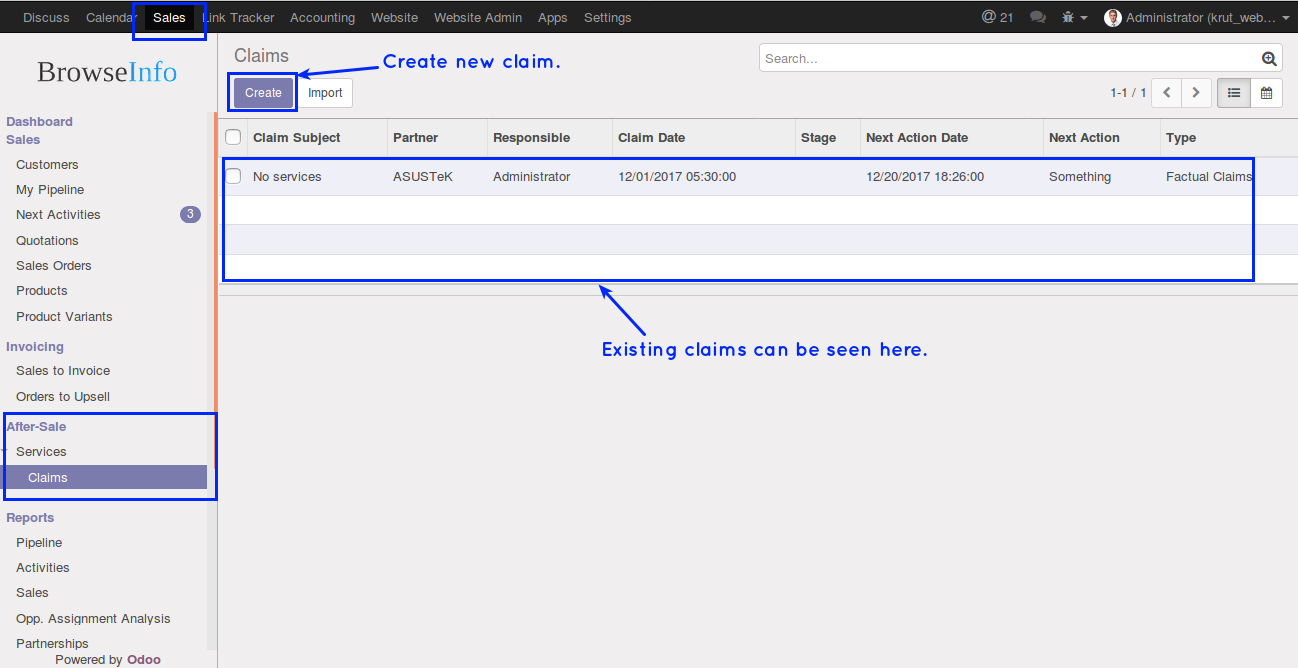 Discuss Calendar Sales Link Tracker Accounting Website Website Admin Apps Settings @ 21 Administrator (krut_web...
BrowseInfo
Dashboard
Sales
Customers
My Pipeline
Next Activities 3
Quotations
Sales Orders
Products
Product Variants
Invoicing
Sales to Invoice
Orders to Upsell
After-Sale
Services
Claims
Reports
Pipeline
Activities
Sales
Opp. Assignment Analysis
Partnerships
Powered by Odoo
Claims
Create new claim.
Search...
Create Import
1-1 / 1
Claim Subject Partner Responsible Claim Date Stage Next Action Date Next Action Type
No services ASUSTeK Administrator 12/01/2017 05:30:00 12/20/2017 18:26:00 Something Factual Claims
Existing claims can be seen here.